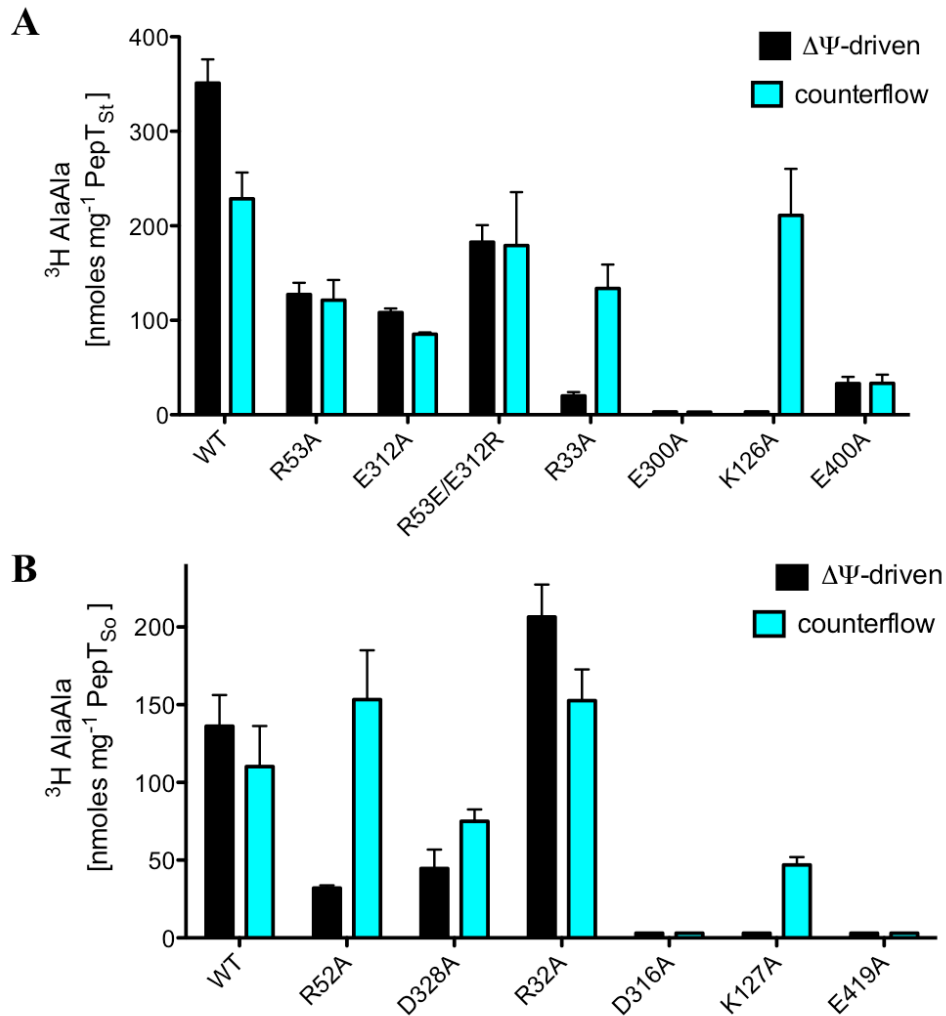 A
400
300
200
100
0
³H AlaAla
[nmoles mg⁻¹ PepT_St]
ΔΨ-driven
counterflow
WT
R53A
E312A
R53E/E312R
R33A
E300A
K126A
E400A
B
200
150
100
50
0
³H AlaAla
[nmoles mg⁻¹ PepT_So]
ΔΨ-driven
counterflow
WT
R52A
D328A
R32A
D316A
K127A
E419A